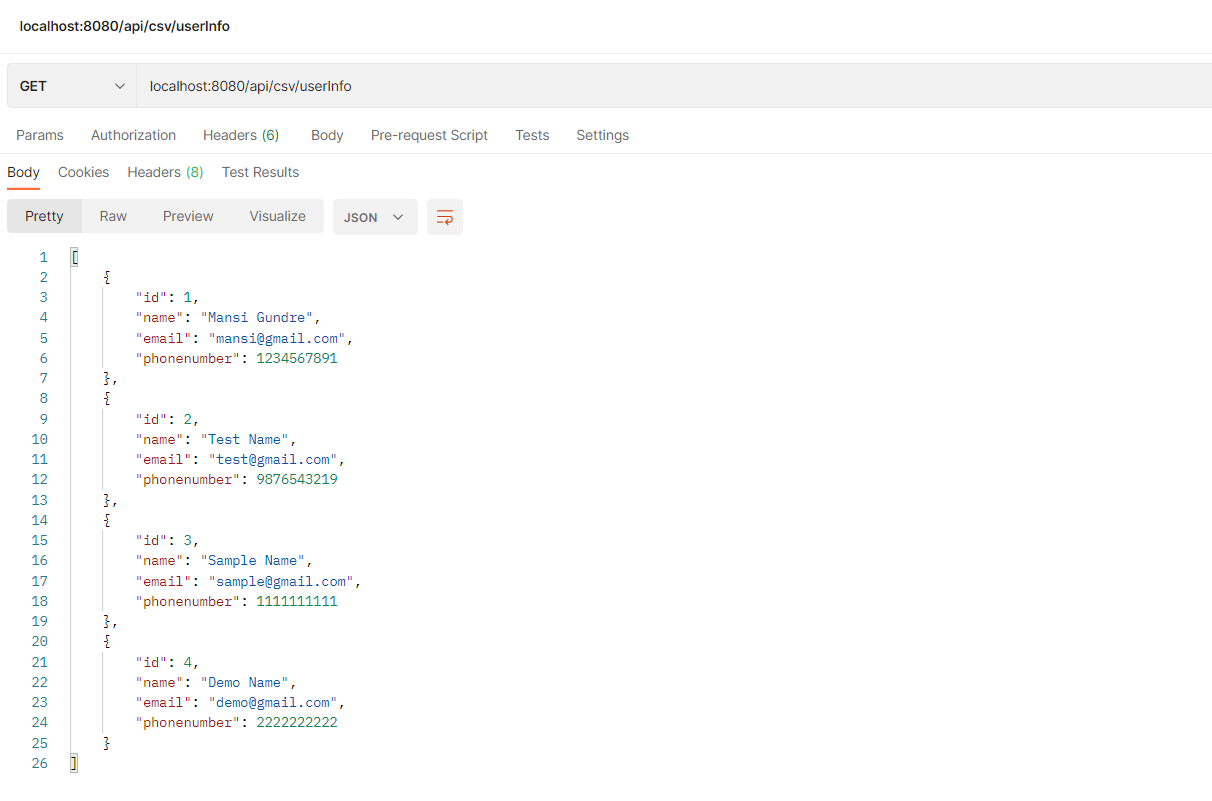 localhost:8080/api/csv/userInfo
GET localhost:8080/api/csv/userInfo
Params Authorization Headers (6) Body Pre-request Script Tests Settings
Body Cookies Headers (8) Test Results
Pretty Raw Preview Visualize JSON
1 [
2 {
3 "id": 1,
4 "name": "Mansi Gundre",
5 "email": "mansi@gmail.com",
6 "phonenumber": 1234567891
7 },
8 {
9 "id": 2,
10 "name": "Test Name",
11 "email": "test@gmail.com",
12 "phonenumber": 9876543219
13 },
14 {
15 "id": 3,
16 "name": "Sample Name",
17 "email": "sample@gmail.com",
18 "phonenumber": 1111111111
19 },
20 {
21 "id": 4,
22 "name": "Demo Name",
23 "email": "demo@gmail.com",
24 "phonenumber": 2222222222
25 }
26 ]